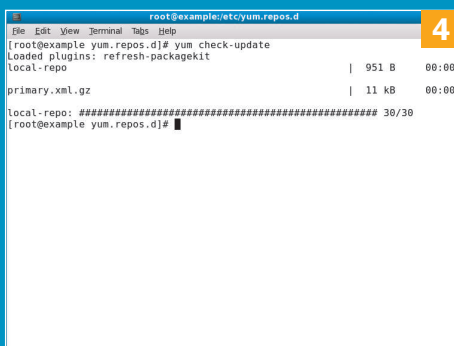 root@example:/etc/yum.repos.d
4
File Edit View Terminal Tabs Help
[root@example yum.repos.d]# yum check-update
Loaded plugins: refresh-packagekit
local-repo | 951 B 00:00
primary.xml.gz | 11 kB 00:00
local-repo: ################################################## 30/30
[root@example yum.repos.d]#